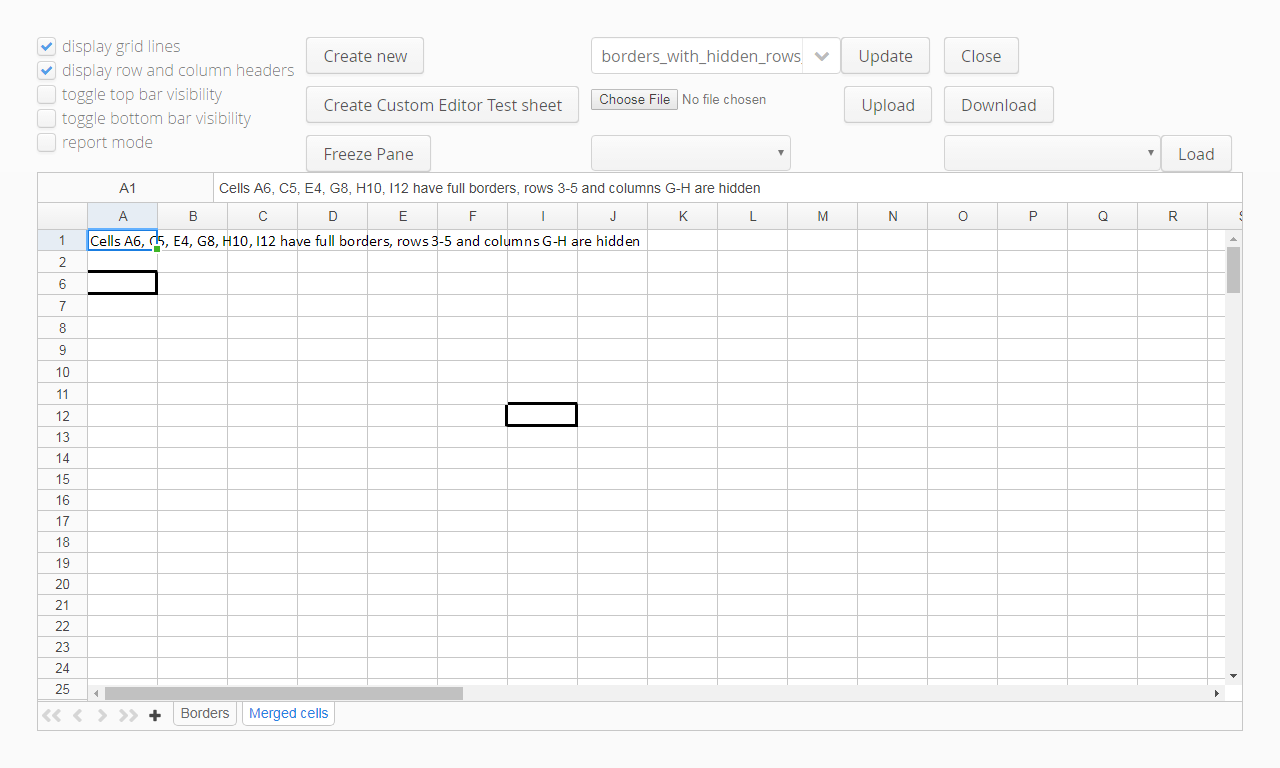 display grid lines
display row and column headers
toggle top bar visibility
toggle bottom bar visibility
report mode
Create new
borders_with_hidden_rows
Update
Close
Create Custom Editor Test sheet
Choose File No file chosen
Upload
Download
Freeze Pane
Load
A1
Cells A6, C5, E4, G8, H10, I12 have full borders, rows 3-5 and columns G-H are hidden
A B C D E F I J K L M N O P Q R
1 Cells A6, C5, E4, G8, H10, I12 have full borders, rows 3-5 and columns G-H are hidden
2
6
7
8
9
10
11
12
13
14
15
16
17
18
19
20
21
22
23
24
25
Borders
Merged cells